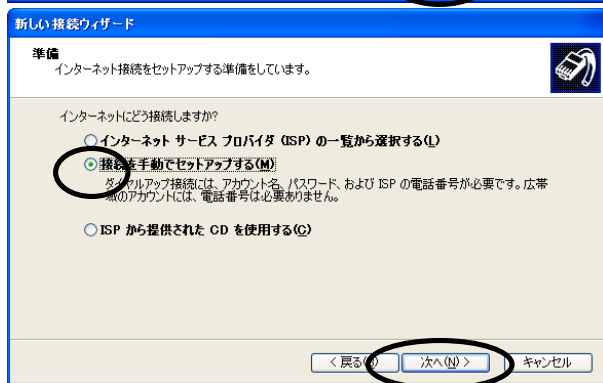 新しい接続ウィザード
準備
インターネット接続をセットアップする準備をしています。
インターネットにどう接続しますか?
インターネット サービス プロバイダ (ISP) の一覧から選択する(L)
接続を手動でセットアップする(M)
ダイヤルアップ接続には、アカウント名、パスワード、および ISP の電話番号が必要です。広帯
域のアカウントには、電話番号は必要ありません。
ISP から提供された CD を使用する(C)
< 戻る(B) 次へ(N) > キャンセル